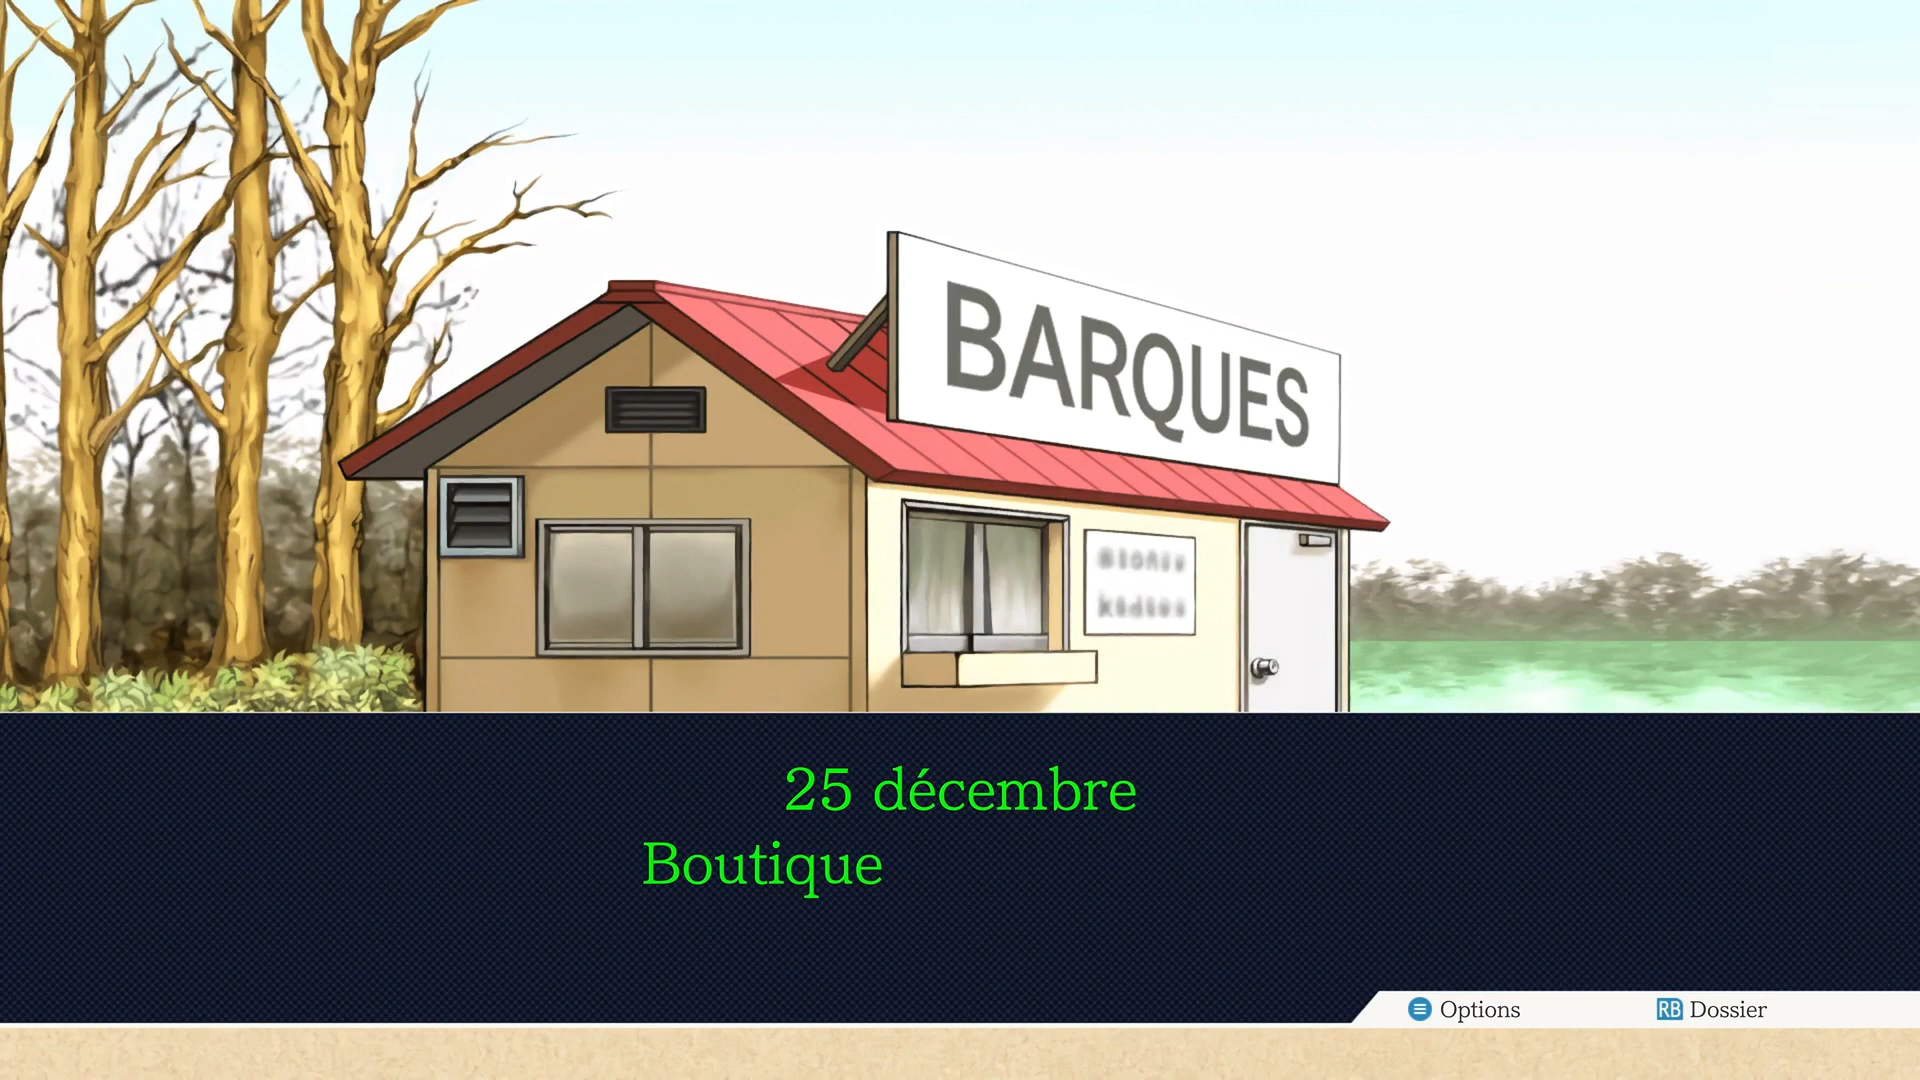 BARQUES
25 décembre
Boutique
Options
RB Dossier